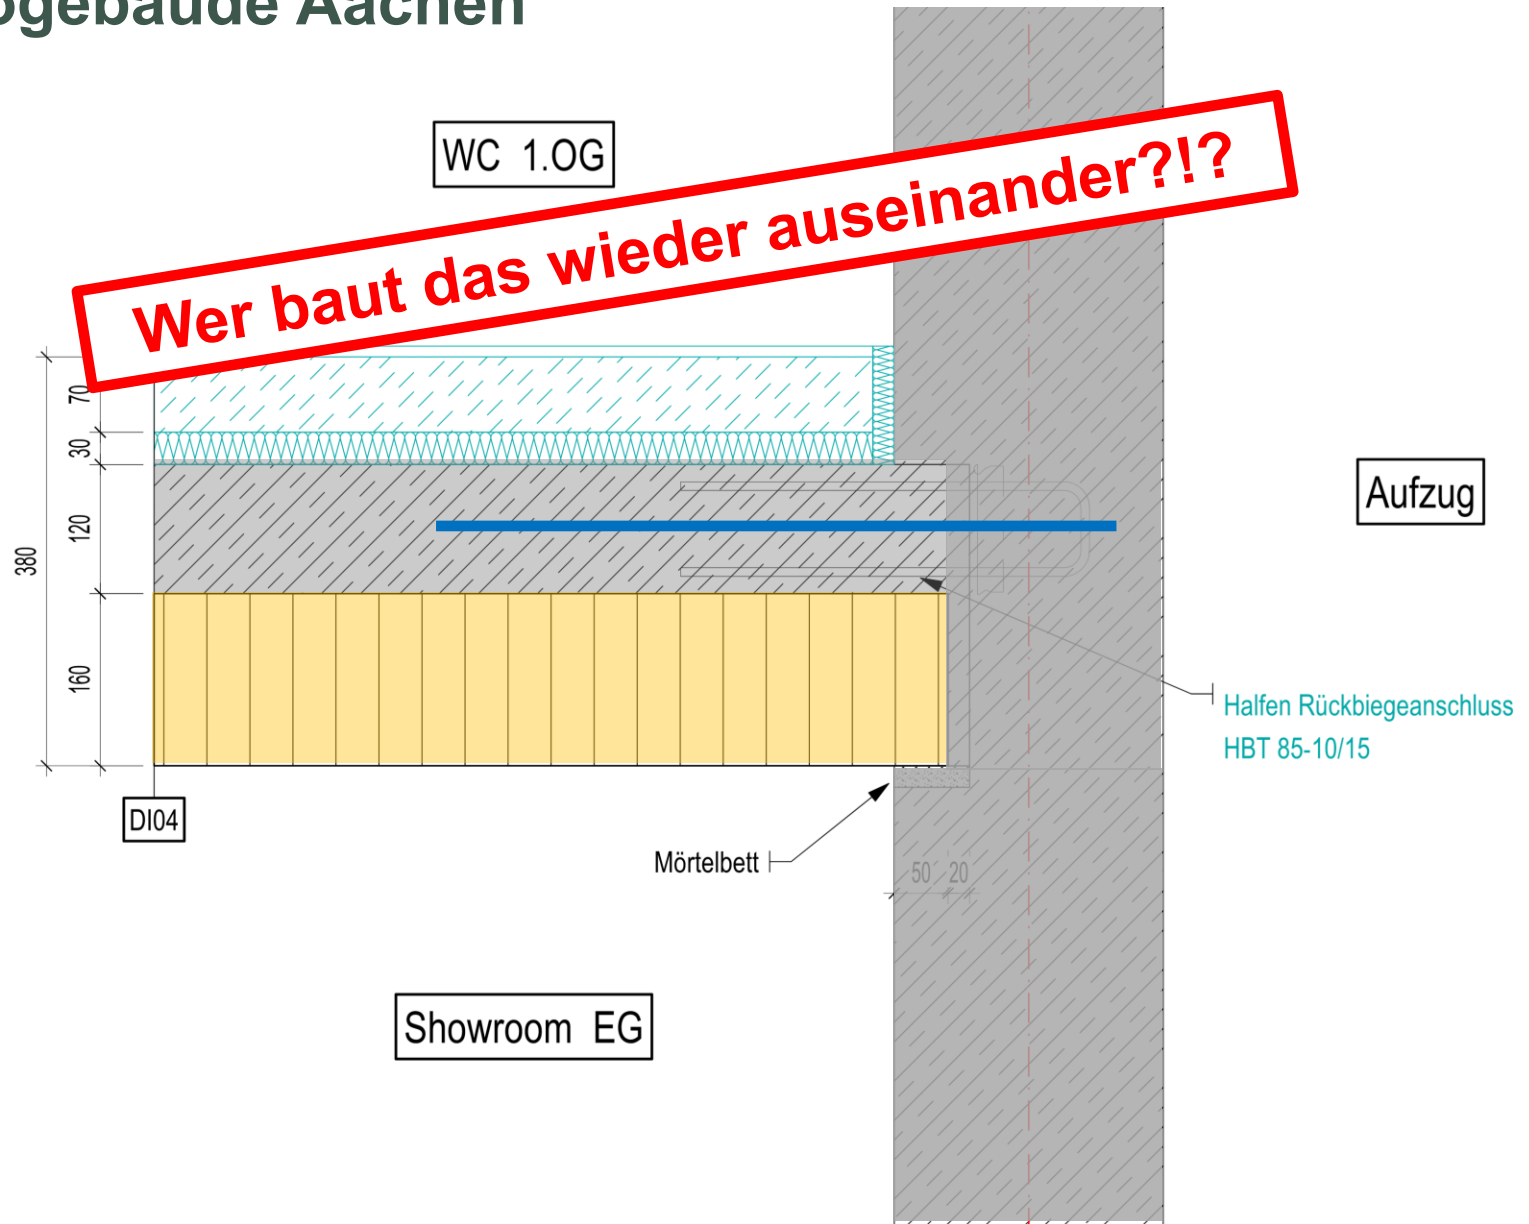 ogebäude Aachen
WC 1.OG
Wer baut das wieder auseinander?!?
70
30
120
380
160
Aufzug
Halfen Rückbiegeanschluss
HBT 85-10/15
DI04
Mörtelbett
50 20
Showroom EG